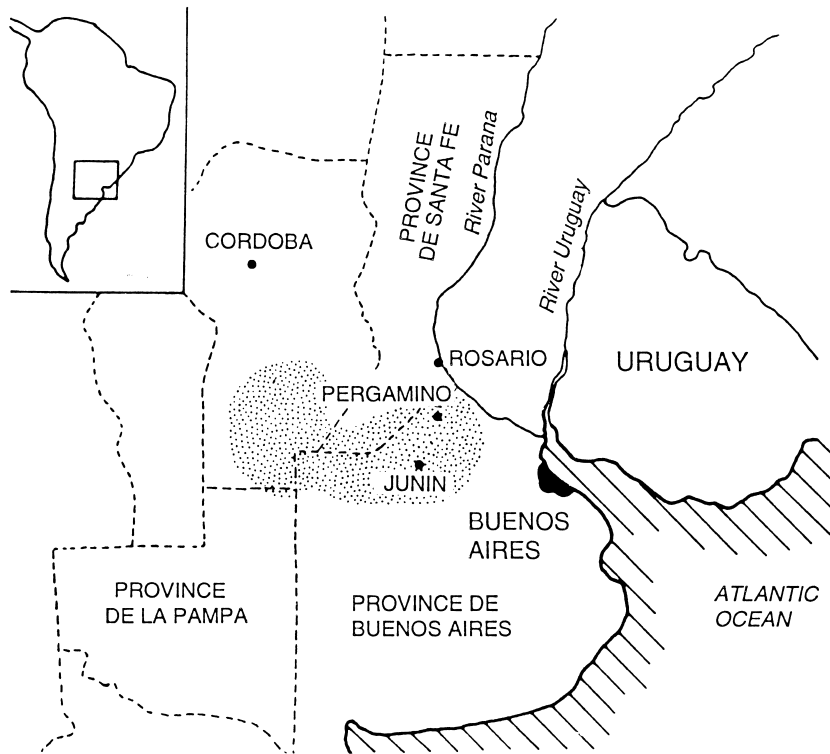 PROVINCE
DE SANTA FE
River Parana
River Uruguay
CORDOBA
ROSARIO
URUGUAY
PERGAMINO
JUNIN
BUENOS
AIRES
PROVINCE
DE LA PAMPA
PROVINCE DE
BUENOS AIRES
ATLANTIC
OCEAN